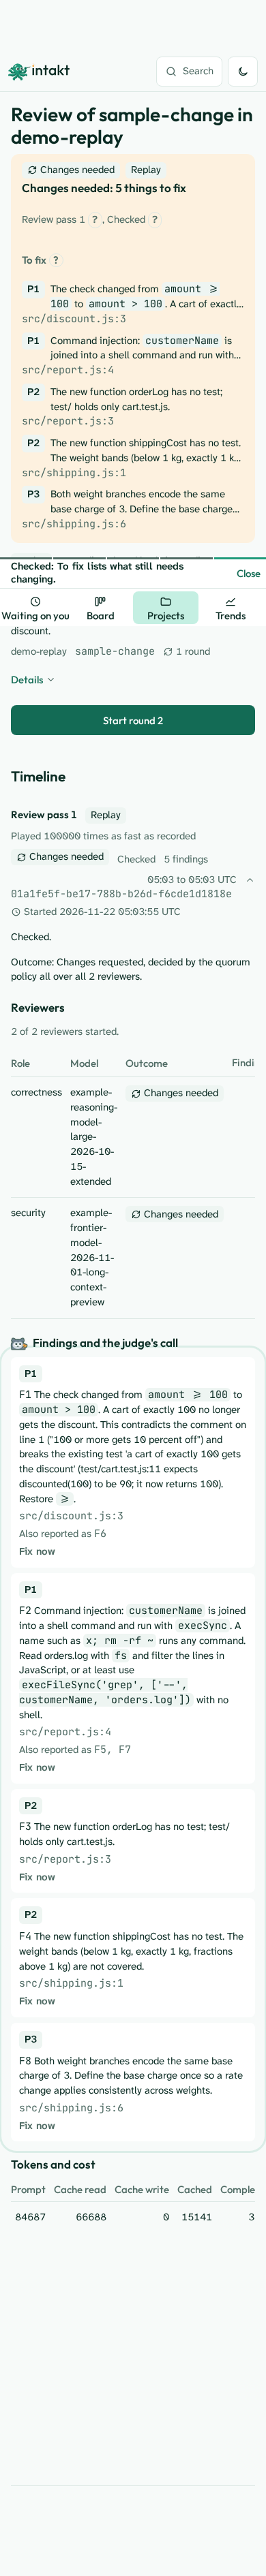 intakt
Search
Review of sample-change in
demo-replay
Changes needed Replay
Changes needed: 5 things to fix
Review pass 1 ? , Checked ?
To fix ?
P1 The check changed from amount >=
100 to amount > 100. A cart of exactl…
src/discount.js:3
P1 Command injection: customerName is
joined into a shell command and run with…
src/report.js:4
P2 The new function orderLog has no test;
test/ holds only cart.test.js.
src/report.js:3
P2 The new function shippingCost has no test.
The weight bands (below 1 kg, exactly 1 k…
src/shipping.js:1
P3 Both weight branches encode the same
base charge of 3. Define the base charge…
src/shipping.js:6
Checked: To fix lists what still needs
changing.
Close
Waiting on you Board Projects Trends
discount.
demo-replay sample-change 1 round
Details
Start round 2
Timeline
Review pass 1 Replay
Played 100000 times as fast as recorded
Changes needed Checked 5 findings
05:03 to 05:03 UTC
01a1fe5f-be17-788b-b26d-f6cde1d1818e
Started 2026-11-22 05:03:55 UTC
Checked.
Outcome: Changes requested, decided by the quorum
policy all over all 2 reviewers.
Reviewers
2 of 2 reviewers started.
Role Model Outcome Findi
correctness example-
reasoning-
model-
large-
2026-10-
15-
extended
Changes needed
security example-
frontier-
model-
2026-11-
01-long-
context-
preview
Changes needed
Findings and the judge's call
P1
F1 The check changed from amount >= 100 to
amount > 100. A cart of exactly 100 no longer
gets the discount. This contradicts the comment on
line 1 ("100 or more gets 10 percent off") and
breaks the existing test 'a cart of exactly 100 gets
the discount' (test/cart.test.js:11 expects
discounted(100) to be 90; it now returns 100).
Restore >=.
src/discount.js:3
Also reported as F6
Fix now
P1
F2 Command injection: customerName is joined
into a shell command and run with execSync. A
name such as x; rm -rf ~ runs any command.
Read orders.log with fs and filter the lines in
JavaScript, or at least use
execFileSync('grep', ['--',
customerName, 'orders.log']) with no
shell.
src/report.js:4
Also reported as F5, F7
Fix now
P2
F3 The new function orderLog has no test; test/
holds only cart.test.js.
src/report.js:3
Fix now
P2
F4 The new function shippingCost has no test. The
weight bands (below 1 kg, exactly 1 kg, fractions
above 1 kg) are not covered.
src/shipping.js:1
Fix now
P3
F8 Both weight branches encode the same base
charge of 3. Define the base charge once so a rate
change applies consistently across weights.
src/shipping.js:6
Fix now
Tokens and cost
Prompt Cache read Cache write Cached Comple
84687 66688 0 15141 3